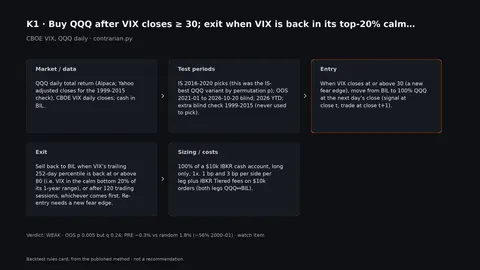 K1 · Buy QQQ after VIX closes ≥ 30; exit when VIX is back in its top-20% calm...
CBOE VIX, QQQ daily · contrarian.py
Market / data
QQQ daily total return (Alpaca; Yahoo
adjusted closes for the 1999-2015
check), CBOE VIX daily closes; cash in
BIL.
Test periods
IS 2016-2020 picks (this was the IS-
best QQQ variant by permutation p); OOS
2021-01 to 2026-10-20 blind; 2026 YTD;
extra blind check 1999-2015 (never used
to pick).
Entry
When VIX closes at or above 30 (a new
fear edge), move from BIL to 100% QQQ
at the next day's close (signal at
close t, trade at close t+1).
Exit
Sell back to BIL when VIX's trailing
252-day percentile is back at or above
80 (i.e. VIX in the calm bottom 20% of
its 1-year range), or after 120 trading
sessions, whichever comes first. Re-
entry needs a new fear edge.
Sizing / costs
100% of a $10k IBKR cash account, long
only, 1x. 1 bp and 3 bp per side per
leg plus IBKR Tiered fees on $10k
orders (both legs QQQ↔BIL).
Verdict: WEAK · OOS p 0.005 but q 0.24; PRE −0.3% vs random 1.8% (−56% 2000–01) · watch item
Backtest rules card, from the published method · not a recommendation.